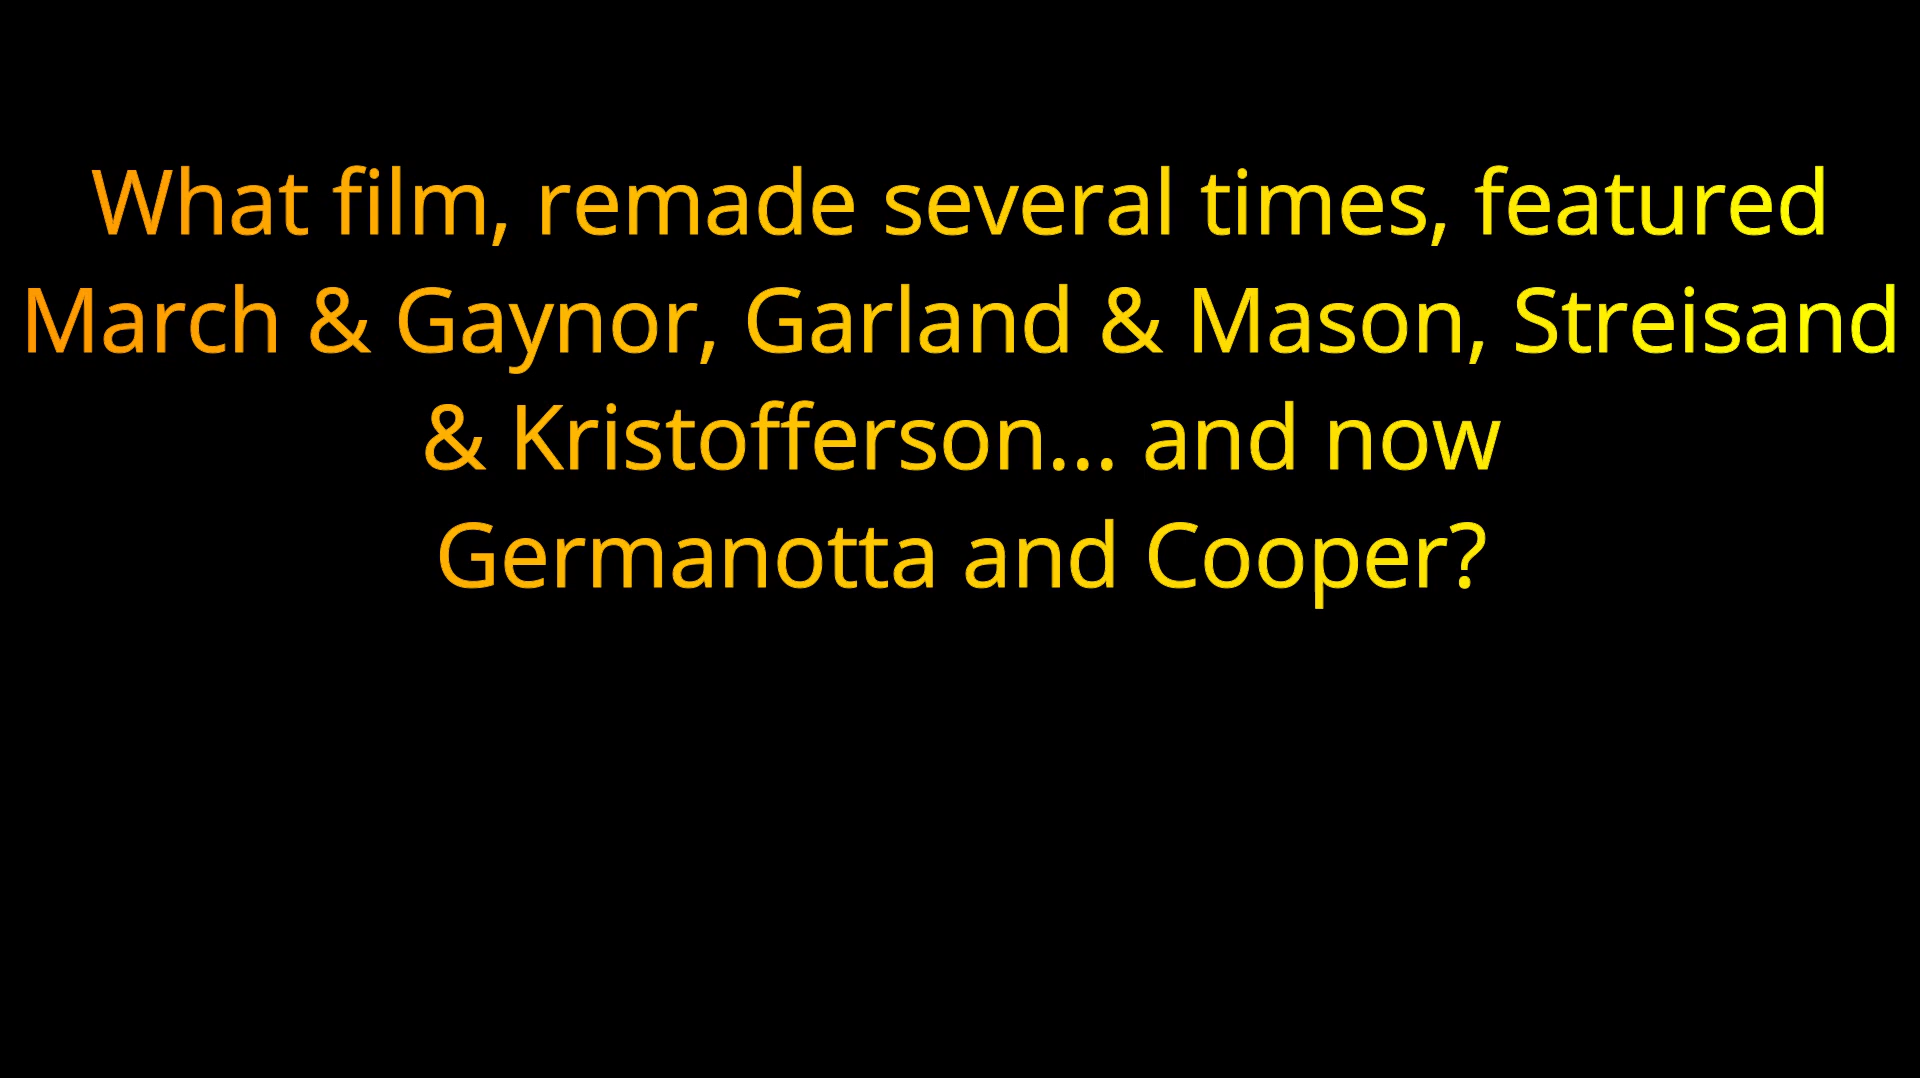 What film, remade several times, featured
March & Gaynor, Garland & Mason, Streisand
& Kristofferson... and now
Germanotta and Cooper?